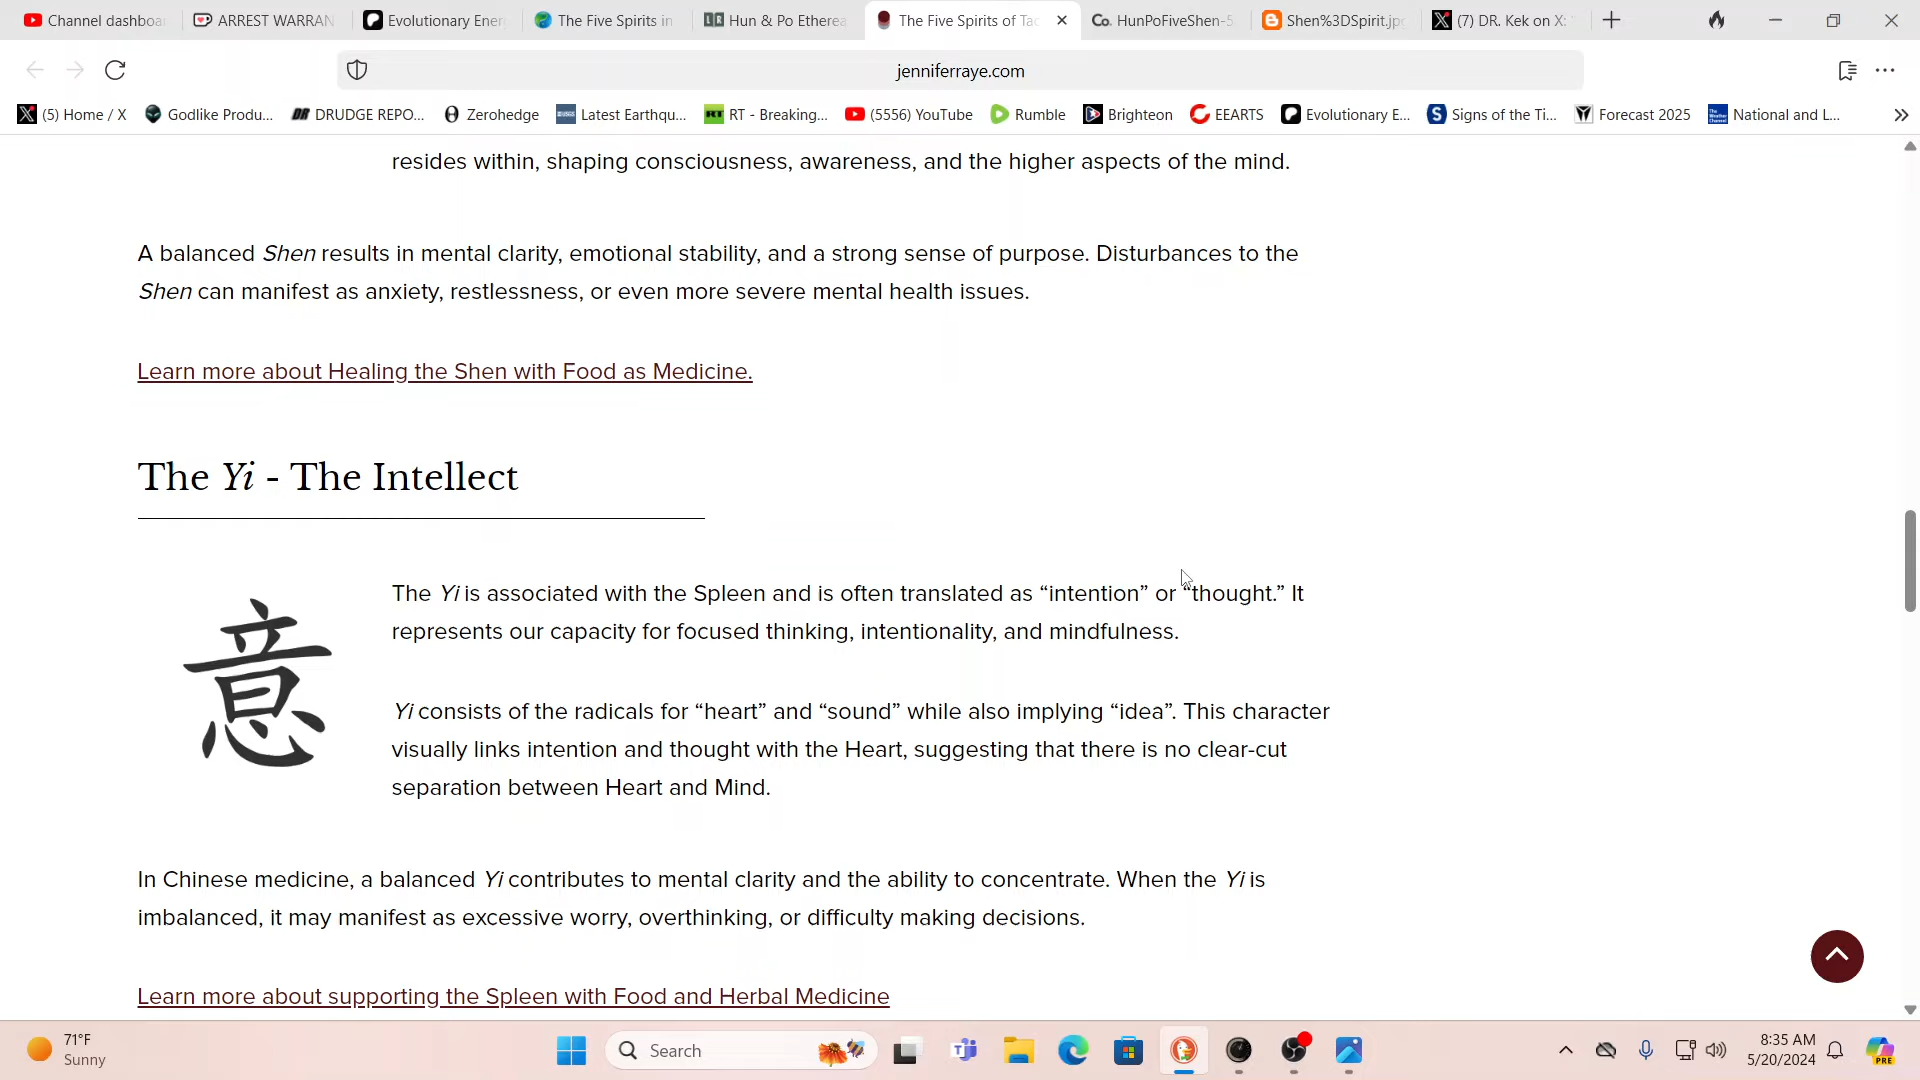 Channel dashboa
ARREST WARRAN
Evolutionary Ener
The Five Spirits in
Hun & Po Etherea
The Five Spirits of Tao
HunPoFiveShen-5
Shen%3DSpirit.jpg
(7) DR. Kek on X:
jenniferraye.com
(5) Home / X
Godlike Produ...
DRUDGE REPO...
Zerohedge
Latest Earthqu...
RT - Breaking...
(5556) YouTube
Rumble
Brighteon
EEARTS
Evolutionary E...
Signs of the Ti...
Forecast 2025
National and L...
resides within, shaping consciousness, awareness, and the higher aspects of the mind.
A balanced Shen results in mental clarity, emotional stability, and a strong sense of purpose. Disturbances to the
Shen can manifest as anxiety, restlessness, or even more severe mental health issues.
Learn more about Healing the Shen with Food as Medicine.
The Yi - The Intellect
意
The Yi is associated with the Spleen and is often translated as “intention” or “thought.” It
represents our capacity for focused thinking, intentionality, and mindfulness.
Yi consists of the radicals for “heart” and “sound” while also implying “idea”. This character
visually links intention and thought with the Heart, suggesting that there is no clear-cut
separation between Heart and Mind.
In Chinese medicine, a balanced Yi contributes to mental clarity and the ability to concentrate. When the Yi is
imbalanced, it may manifest as excessive worry, overthinking, or difficulty making decisions.
Learn more about supporting the Spleen with Food and Herbal Medicine
71°F
Sunny
Search
8:35 AM
5/20/2024
PRE